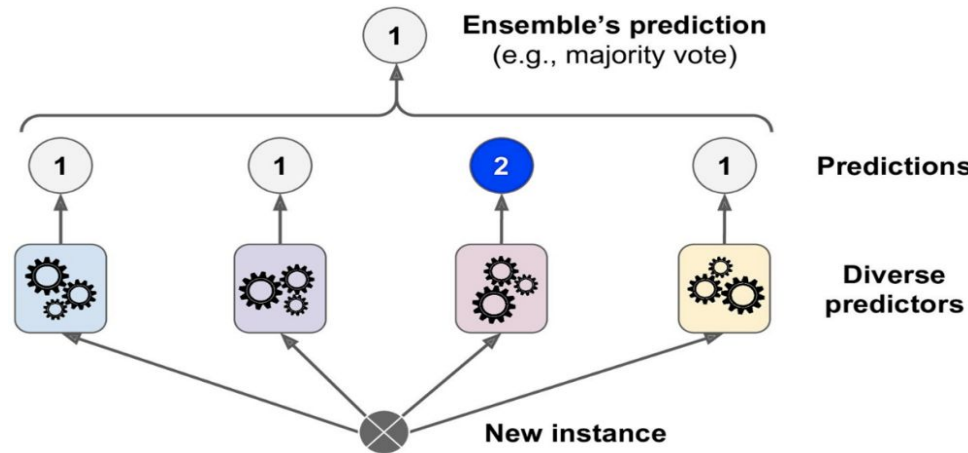 1
Ensemble's prediction
(e.g., majority vote)
1 1 2 1 Predictions
Diverse
predictors
New instance